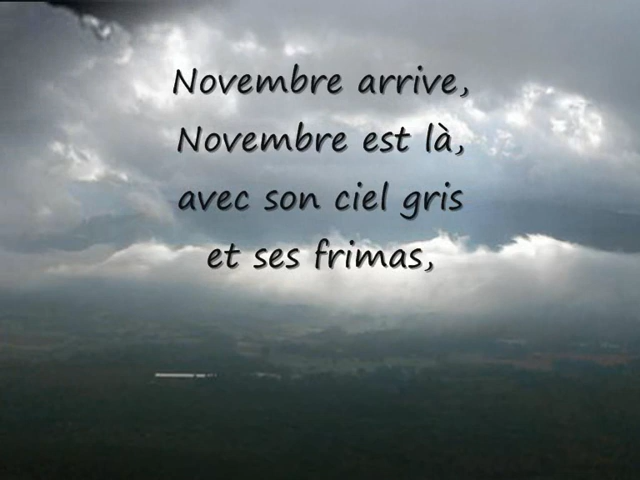 Novembre arrive,
Novembre est là,
avec son ciel gris
et ses frimas,